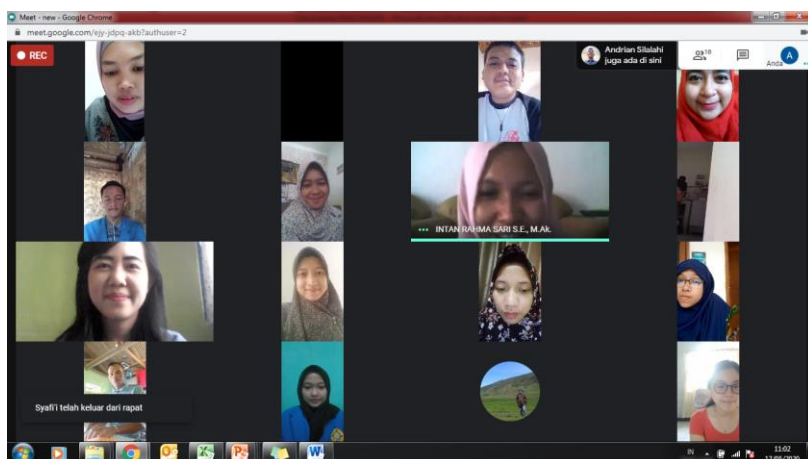 Meet - new - Google Chrome
meet.google.com/ejy-jdpq-akb?authuser=2
REC
Andrian Silalahi
juga ada di sini
18
Anda
A
INTAN RAHMA SARI S.E., M.Ak.
Syafi'i telah keluar dari rapat
IN
11:02